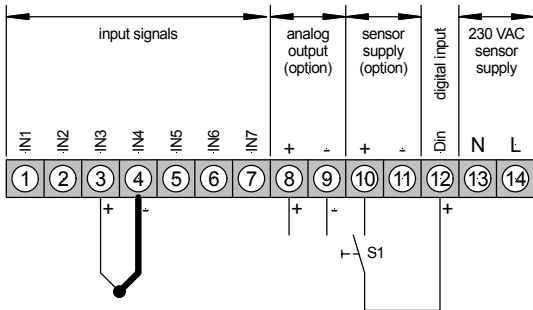 input signals
analog
output
(option)
sensor
supply
(option)
digital input
230 VAC
sensor
supply
IN1
IN2
IN3
IN4
IN5
IN6
IN7
+
-
+
-
Din
N
L
1
2
3
4
5
6
7
8
9
10
11
12
13
14
+
-
+
-
+
S1